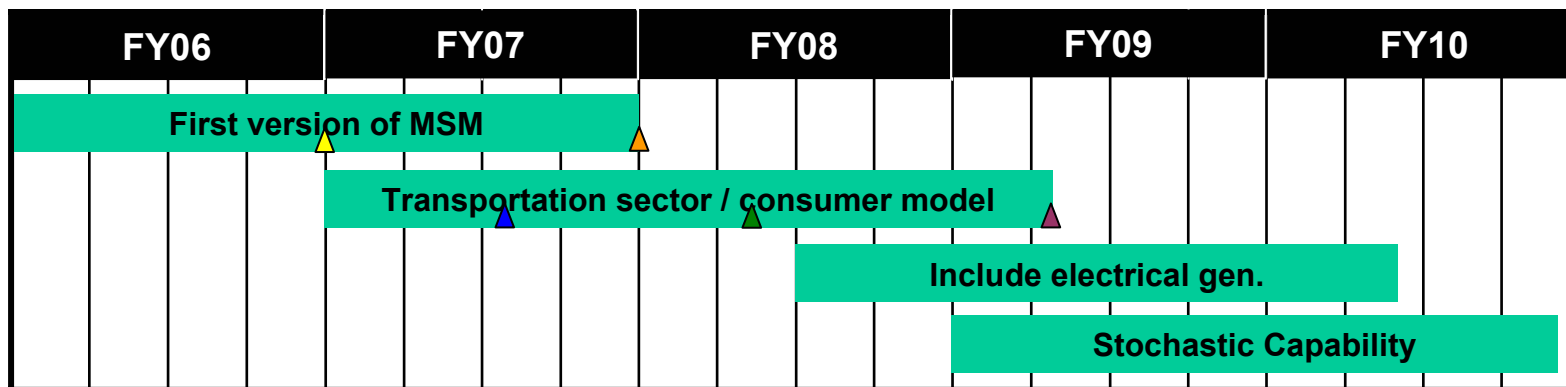 FY06 FY07 FY08 FY09 FY10
First version of MSM
Transportation sector / consumer model
Include electrical gen.
Stochastic Capability